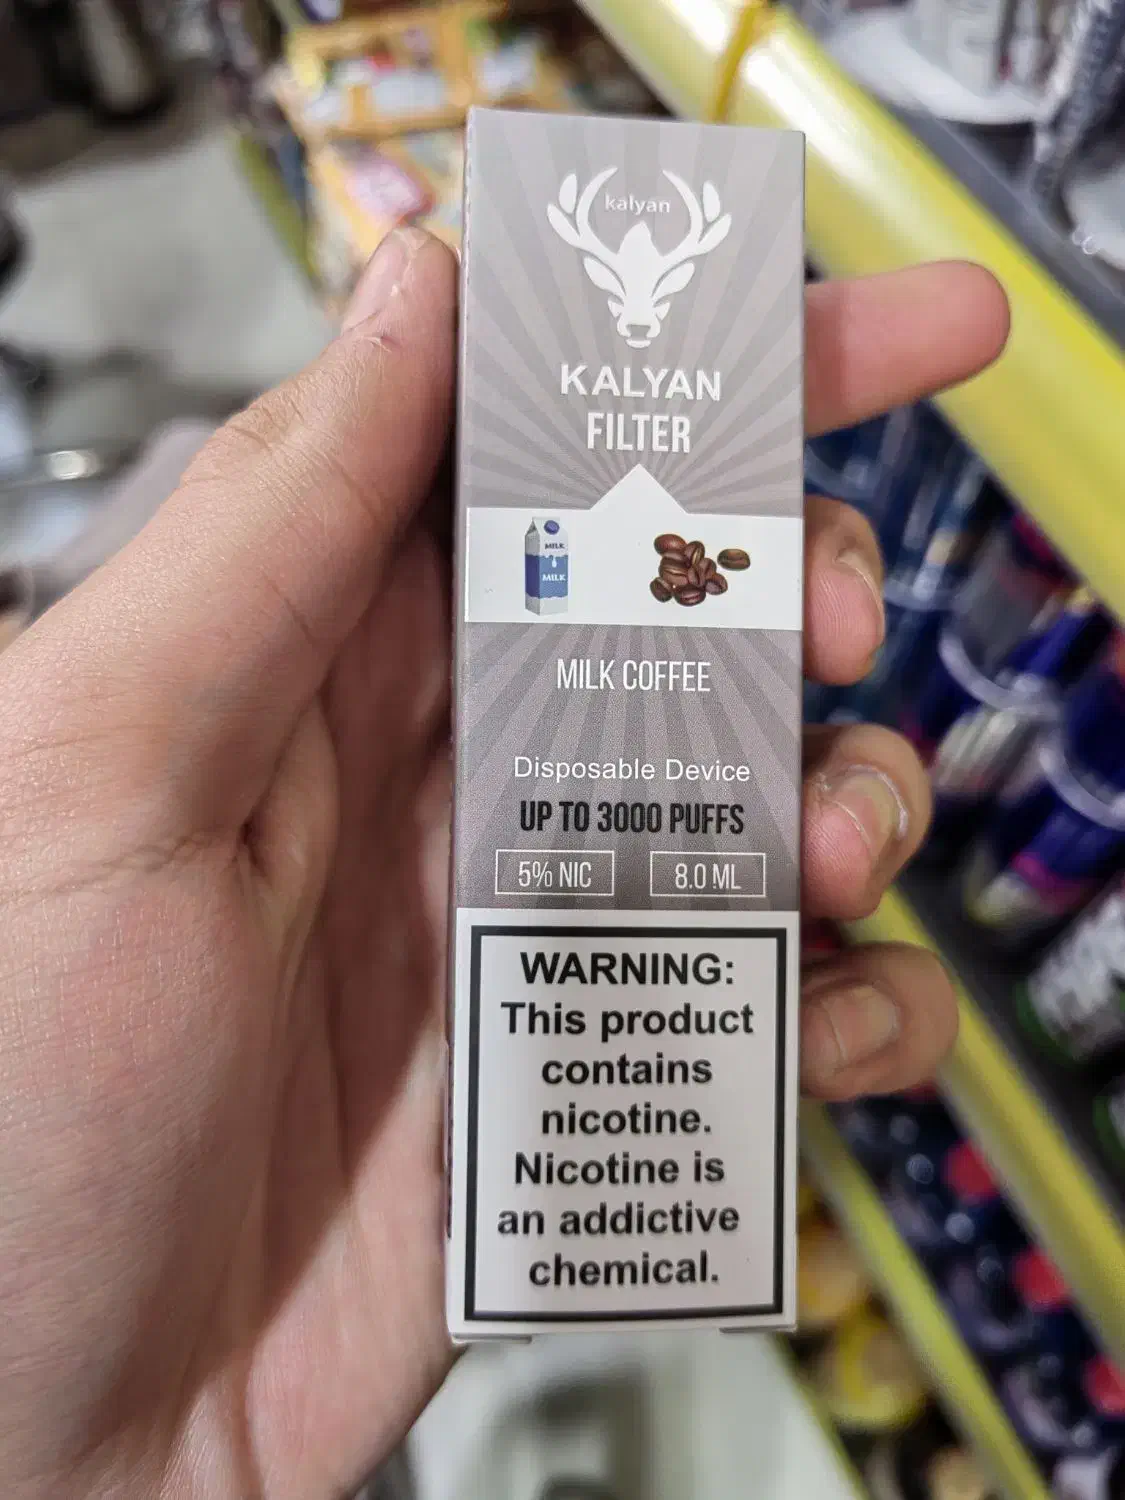 kalyan
KALYAN
FILTER
MILK
MILK
MILK COFFEE
Disposable Device
UP TO 3000 PUFFS
5% NIC
8.0 ML
WARNING:
This product
contains
nicotine.
Nicotine is
an addictive
chemical.